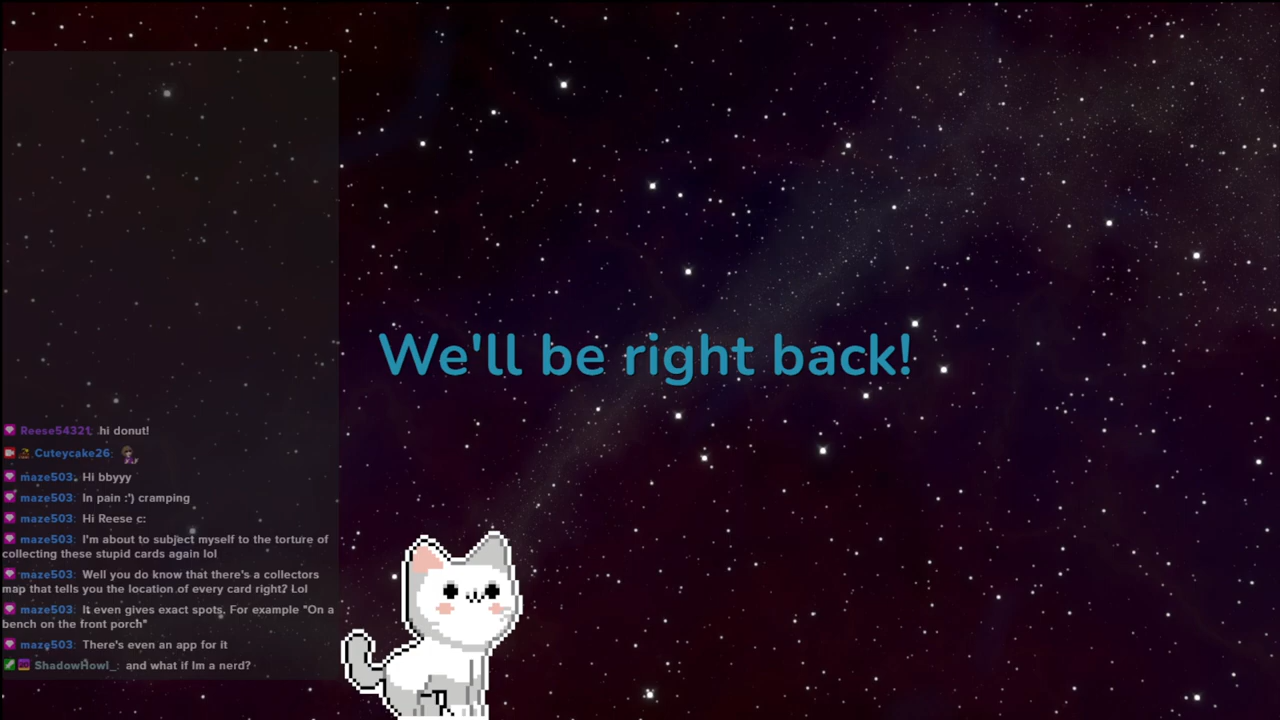 We'll be right back!
Reese54321: hi donut!
Cuteycake26:
maze503: Hi bbyyy
maze503: In pain :') cramping
maze503: Hi Reese c:
maze503: I'm about to subject myself to the torture of
collecting these stupid cards again lol
maze503: Well you do know that there's a collectors
map that tells you the location of every card right? Lol
maze503: It even gives exact spots. For example "On a
bench on the front porch"
maze503: There's even an app for it
ShadowHowl_: and what if Im a nerd?